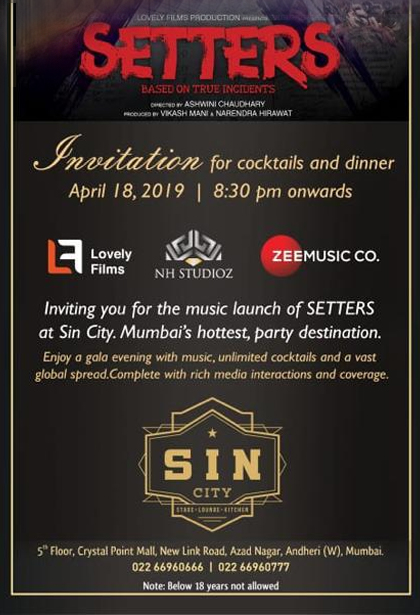 LOVELY FILMS PRODUCTION PRESENTS
SETTERS
BASED ON TRUE INCIDENTS
DIRECTED BY ASHWINI CHAUDHARY
PRODUCED BY VIKASH MANI & NARENDRA HIRAWAT
Invitation for cocktails and dinner
April 18, 2019 | 8:30 pm onwards
LF Lovely Films
NH STUDIOZ
ZEE MUSIC CO.
Inviting you for the music launch of SETTERS
at Sin City. Mumbai's hottest, party destination.
Enjoy a gala evening with music, unlimited cocktails and a vast
global spread.Complete with rich media interactions and coverage.
SIN
CITY
STAGE-LOUNGE-KITCHEN
5th Floor, Crystal Point Mall, New Link Road, Azad Nagar, Andheri (W), Mumbai.
022 66960666 | 022 66960777
Note: Below 18 years not allowed